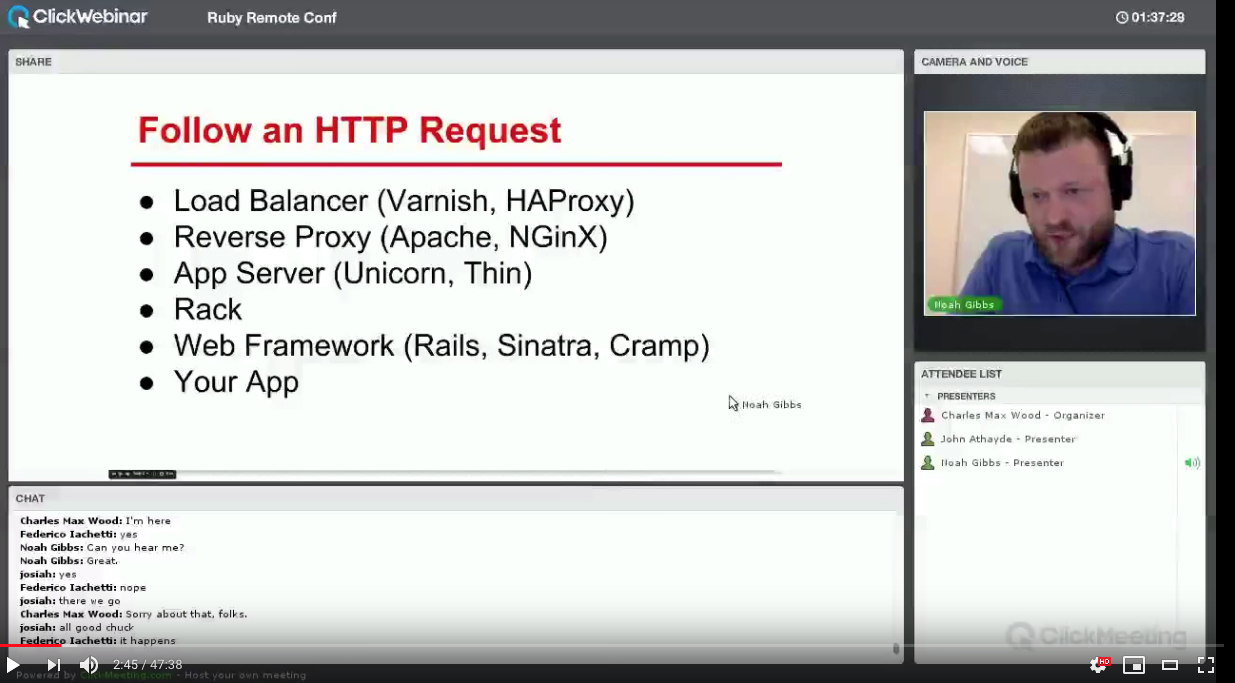 ClickWebinar
Ruby Remote Conf
01:37:28
SHARE
Follow an HTTP Request
● Load Balancer (Varnish, HAProxy)
● Reverse Proxy (Apache, NGinX)
● App Server (Unicorn, Thin)
● Rack
● Web Framework (Rails, Sinatra, Cramp)
● Your App
Noah Gibbs
CAMERA AND VOICE
Noah Gibbs
ATTENDEE LIST
PRESENTERS
Charles Max Wood - Organizer
John Athayde - Presenter
Noah Gibbs - Presenter
CHAT
Charles Max Wood: I'm here
Federico Iachetti: yes
Noah Gibbs: Can you hear me?
Noah Gibbs: Great.
josiah: yes
Federico Iachetti: nope
josiah: there we go
Charles Max Wood: Sorry about that, folks.
josiah: all good chuck
Federico Iachetti: it happens
ClickMeeting
2:45 / 47:38
HD
Powered by ClickMeeting.com - Host your own meeting